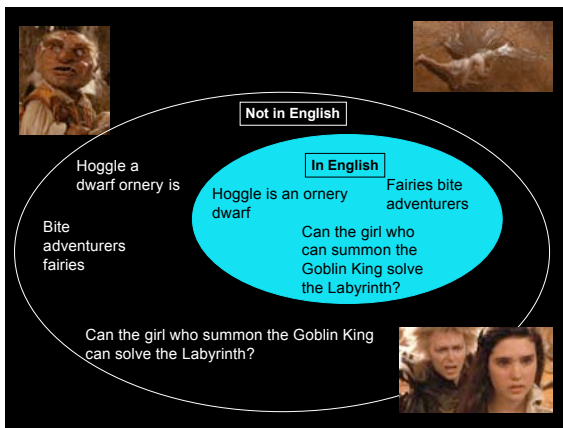 Not in English
In English
Hoggle a
dwarf ornery is
Hoggle is an ornery
dwarf
Fairies bite
adventurers
Bite
adventurers
fairies
Can the girl who
can summon the
Goblin King solve
the Labyrinth?
Can the girl who summon the Goblin King
can solve the Labyrinth?